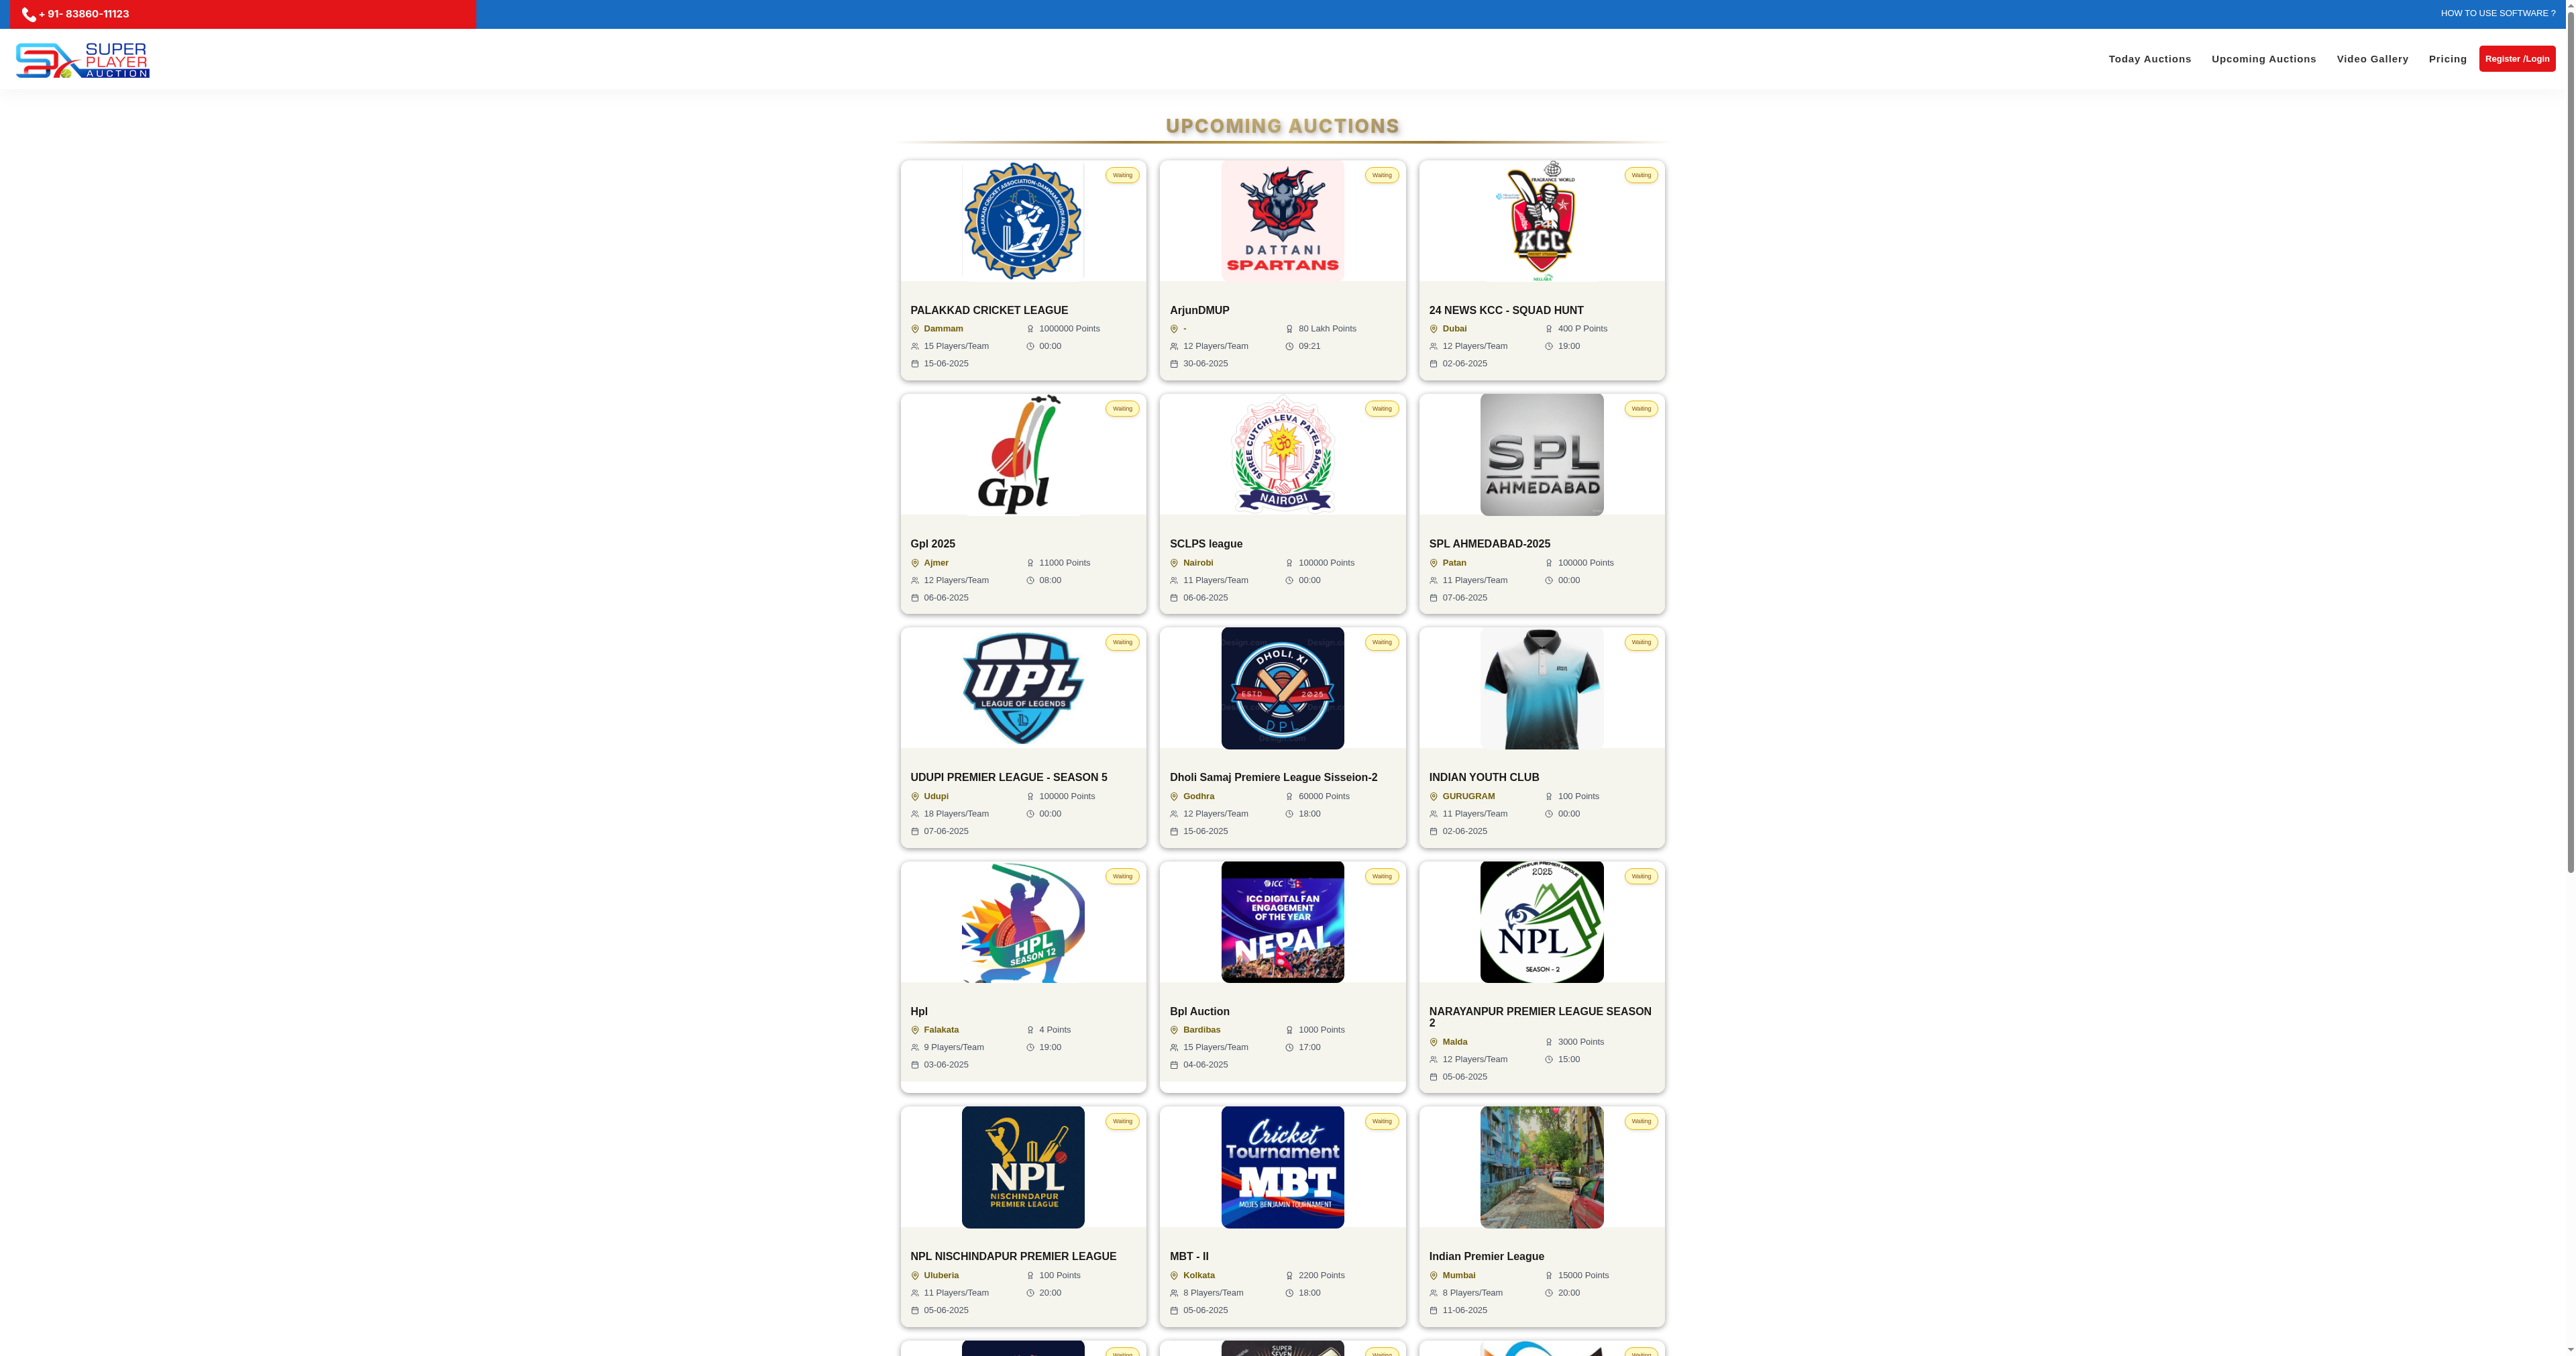 + 91- 83860-11123
HOW TO USE SOFTWARE ?
SUPER
PLAYER
AUCTION
Today Auctions
Upcoming Auctions
Video Gallery
Pricing
Register /Login
UPCOMING AUCTIONS
PALAKKAD CRICKET ASSOCIATION-DAMMAM, SAUDI ARABIA
Waiting
PALAKKAD CRICKET LEAGUE
Dammam
1000000 Points
15 Players/Team
00:00
15-06-2025
DATTANI
SPARTANS
Waiting
ArjunDMUP
-
80 Lakh Points
12 Players/Team
09:21
30-06-2025
FRAGRANCE WORLD
KCC
Waiting
24 NEWS KCC - SQUAD HUNT
Dubai
400 P Points
12 Players/Team
19:00
02-06-2025
Gpl
Waiting
Gpl 2025
Ajmer
11000 Points
12 Players/Team
08:00
06-06-2025
SHREE CUTCHI LEVA PATEL SAMAJ
ॐ
NAIROBI
Waiting
SCLPS league
Nairobi
100000 Points
11 Players/Team
00:00
06-06-2025
SPL
AHMEDABAD
Waiting
SPL AHMEDABAD-2025
Patan
100000 Points
11 Players/Team
00:00
07-06-2025
UPL
LEAGUE OF LEGENDS
Waiting
UDUPI PREMIER LEAGUE - SEASON 5
Udupi
100000 Points
18 Players/Team
00:00
07-06-2025
DHOLI. XI
ESTD 2025
DPL
Waiting
Dholi Samaj Premiere League Sisseion-2
Godhra
60000 Points
12 Players/Team
18:00
15-06-2025
Waiting
INDIAN YOUTH CLUB
GURUGRAM
100 Points
11 Players/Team
00:00
02-06-2025
HPL
SEASON 12
Waiting
Hpl
Falakata
4 Points
9 Players/Team
19:00
03-06-2025
ICC
ICC DIGITAL FAN
ENGAGEMENT
OF THE YEAR
NEPAL
Waiting
Bpl Auction
Bardibas
1000 Points
15 Players/Team
17:00
04-06-2025
NARAYANPUR PREMIER LEAGUE
2025
NPL
SEASON - 2
Waiting
NARAYANPUR PREMIER LEAGUE SEASON
2
Malda
3000 Points
12 Players/Team
15:00
05-06-2025
NPL
NISCHINDAPUR
PREMIER LEAGUE
Waiting
NPL NISCHINDAPUR PREMIER LEAGUE
Uluberia
100 Points
11 Players/Team
20:00
05-06-2025
Cricket
Tournament
MBT
MOJES BENJAMIN TOURNAMENT
Waiting
MBT - II
Kolkata
2200 Points
8 Players/Team
18:00
05-06-2025
Waiting
Indian Premier League
Mumbai
15000 Points
8 Players/Team
20:00
11-06-2025
Waiting
SUPER
SEVEN
Waiting
Waiting